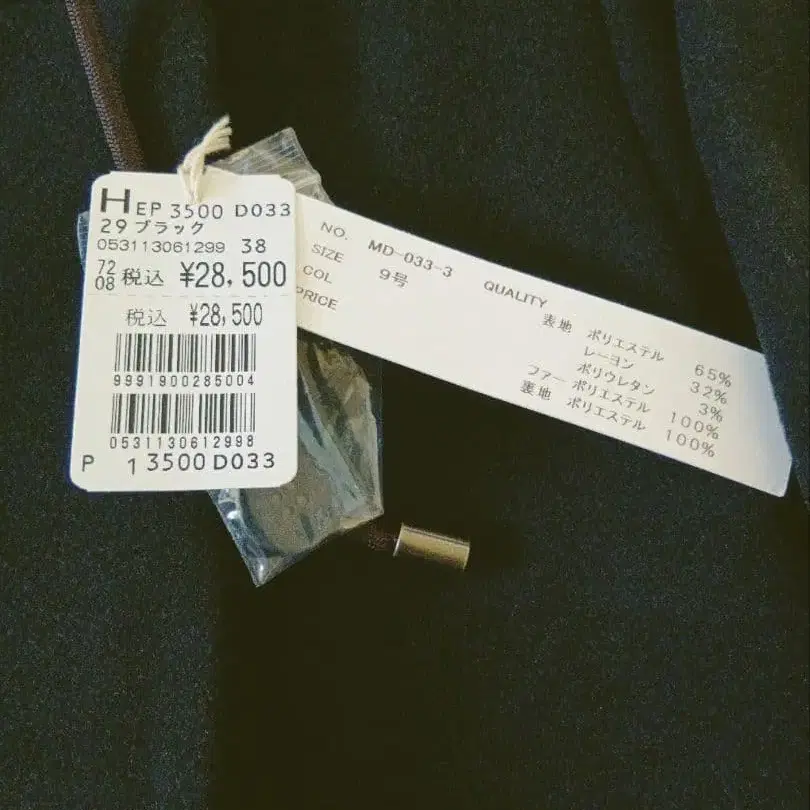 H EP 3500 D033
29 ブラック
053113061299 38
72
08 税込 ¥28,500
税込 ¥28,500
9991900285004
0531130612998
P 1 3500 D033
NO. MD-033-3
SIZE 9号
COL
PRICE
QUALITY
表地 ポリエステル 65%
レーヨン 32%
ポリウレタン 3%
ファー ポリエステル 100%
裏地 ポリエステル 100%